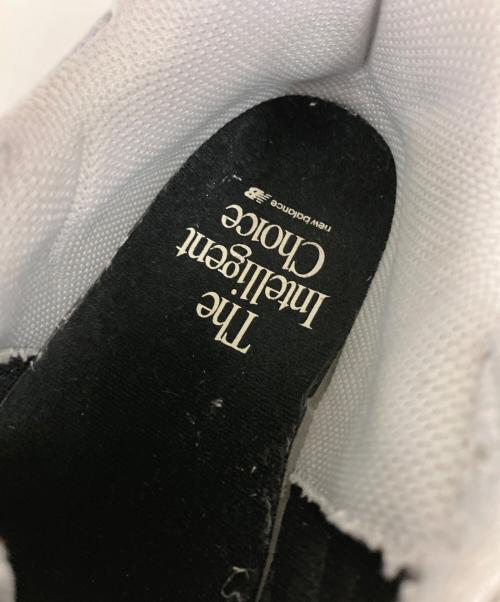 The
Intelligent
Choice
new balance